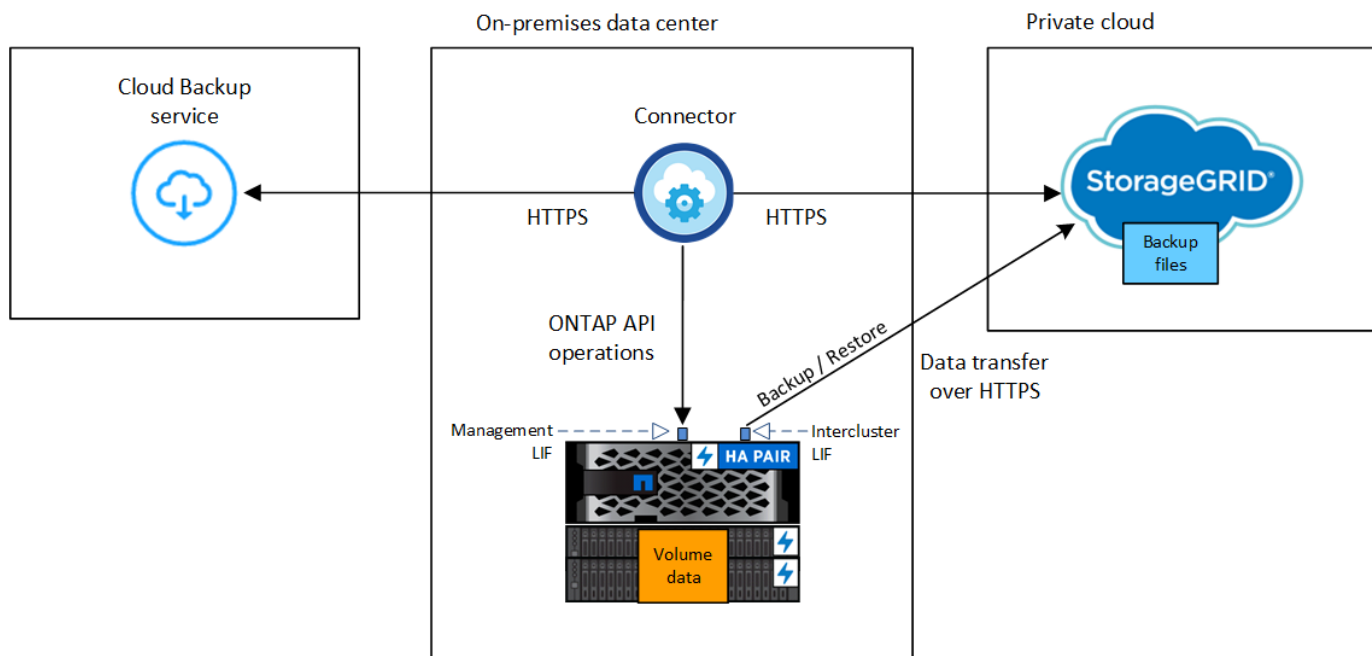 On-premises data center
Private cloud
Cloud Backup
service
Connector
HTTPS
HTTPS
StorageGRID®
Backup
files
ONTAP API
operations
Backup / Restore
Data transfer
over HTTPS
Management
LIF
Intercluster
LIF
HA PAIR
Volume
data